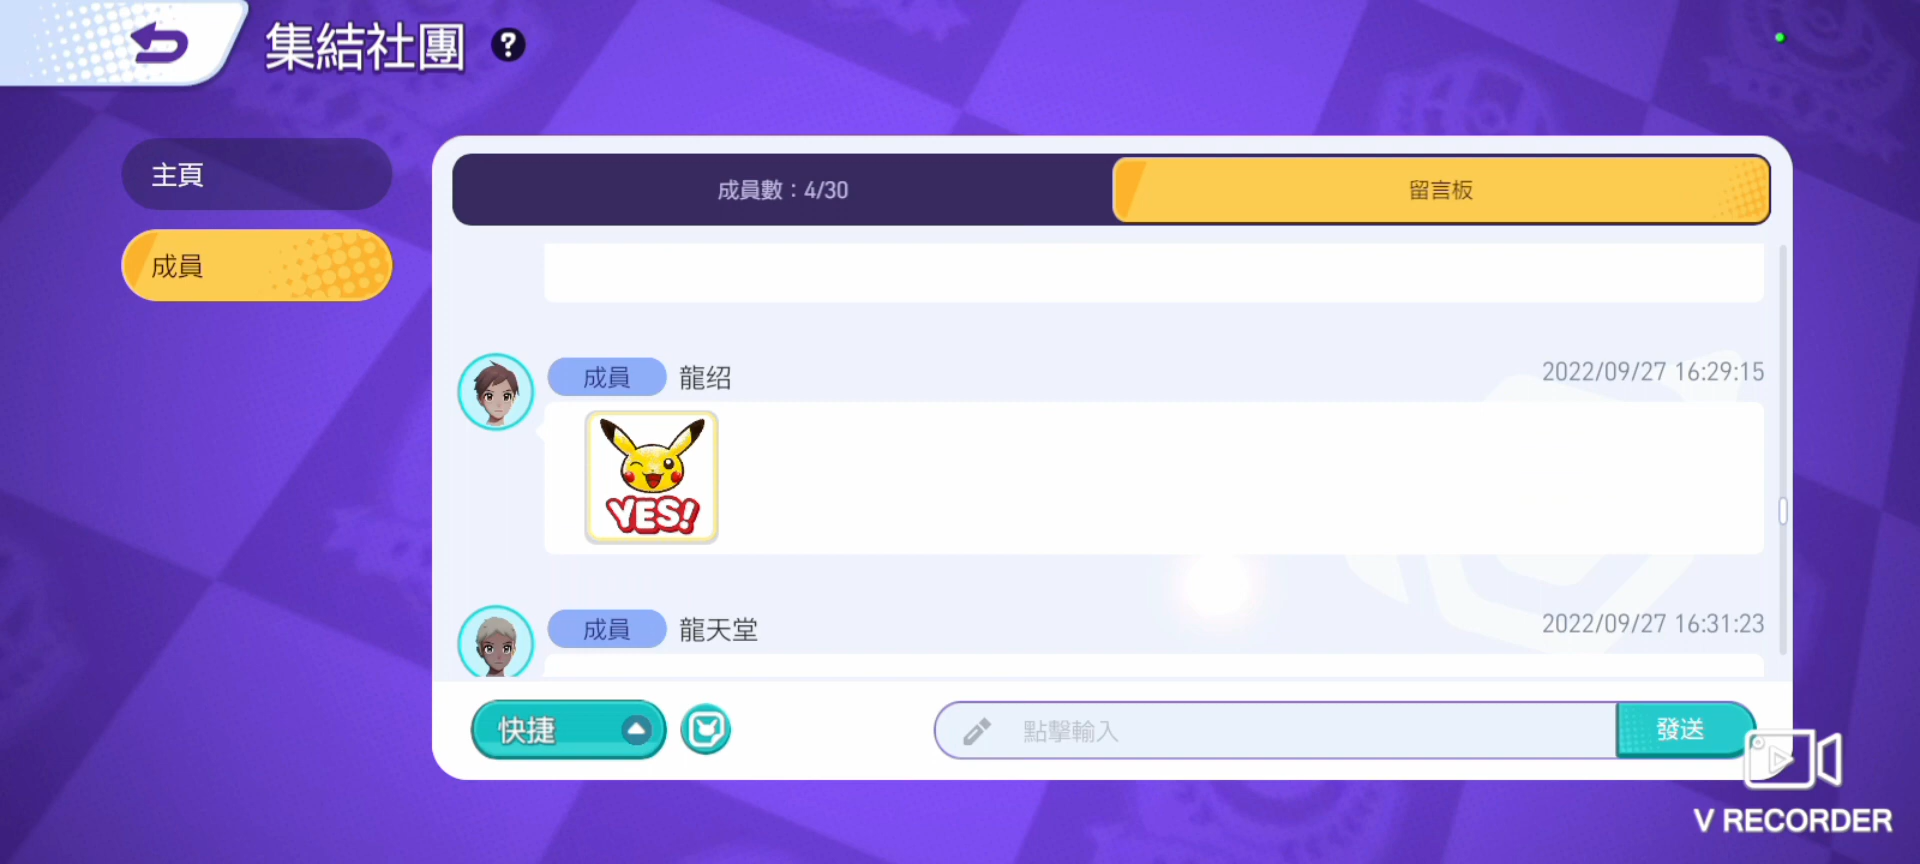 集結社團 ?
主頁
成員
成員數：4/30
留言板
成員 龍绍 2022/09/27 16:29:15
YES!
成員 龍天堂 2022/09/27 16:31:23
快捷
點擊輸入
發送
V RECORDER